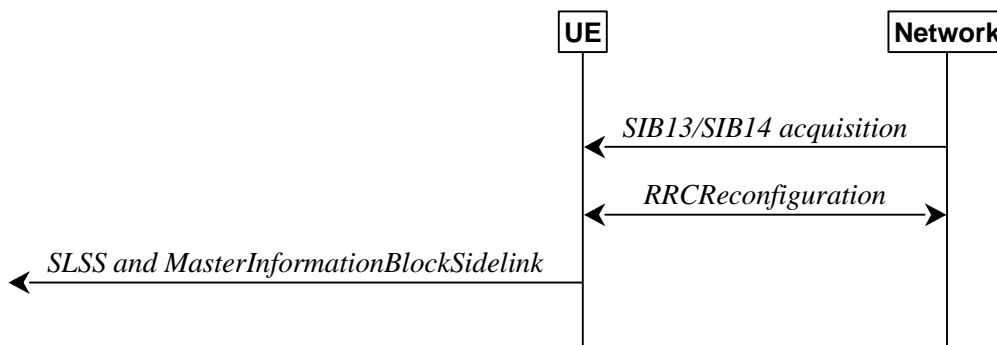 UE
Network
SIB13/SIB14 acquisition
RRCReconfiguration
SLSS and MasterInformationBlockSidelink